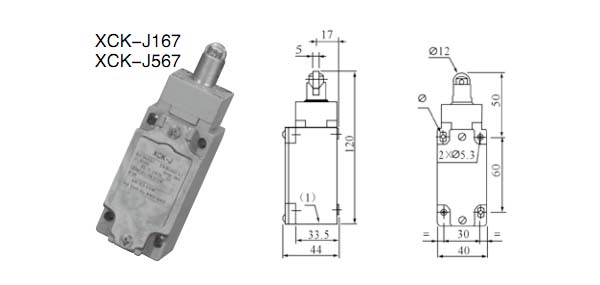 XCK-J167
XCK-J567
XCK-J
17
5
120
(1)
33.5
44
Ø12
Ø
50
2×Ø5.3
60
= 30 =
40